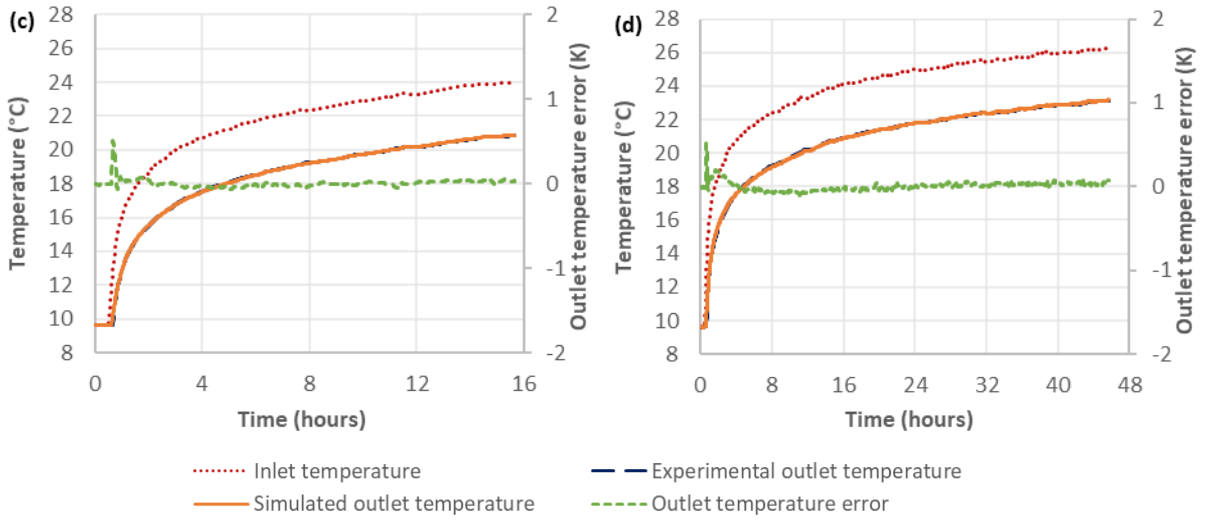 (c)
28
26
24
22
20
18
16
14
12
10
8
Temperature (°C)
2
1
0
-1
-2
Outlet temperature error (K)
0 4 8 12 16
Time (hours)
(d)
28
26
24
22
20
18
16
14
12
10
8
Temperature (°C)
2
1
0
-1
-2
Outlet temperature error (K)
0 8 16 24 32 40 48
Time (hours)
Inlet temperature
Experimental outlet temperature
Simulated outlet temperature
Outlet temperature error